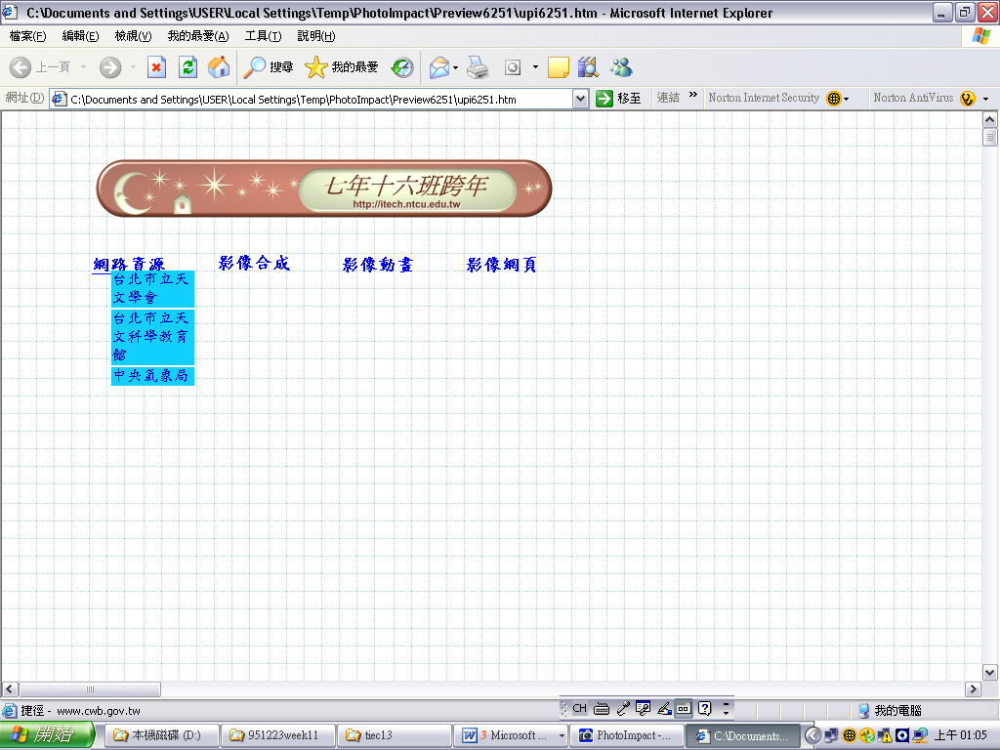 C:\Documents and Settings\USER\Local Settings\Temp\PhotoImpact\Preview6251\upi6251.htm - Microsoft Internet Explorer
檔案(F) 編輯(E) 檢視(V) 我的最愛(A) 工具(T) 說明(H)
上一頁 搜尋 我的最愛
網址(D) C:\Documents and Settings\USER\Local Settings\Temp\PhotoImpact\Preview6251\upi6251.htm 移至 連結 » Norton Internet Security Norton AntiVirus
七年十六班跨年
http://itech.ntcu.edu.tw
網路資源 影像合成 影像動畫 影像網頁
台北市立天
文學會
台北市立天
文科學教育
館
中央氣象局
捷徑 - www.cwb.gov.tw CH 我的電腦
開始 本機磁碟 (D:) 951223week11 tiec13 3 Microsoft ... PhotoImpact -... C:\Documents... 上午 01:05